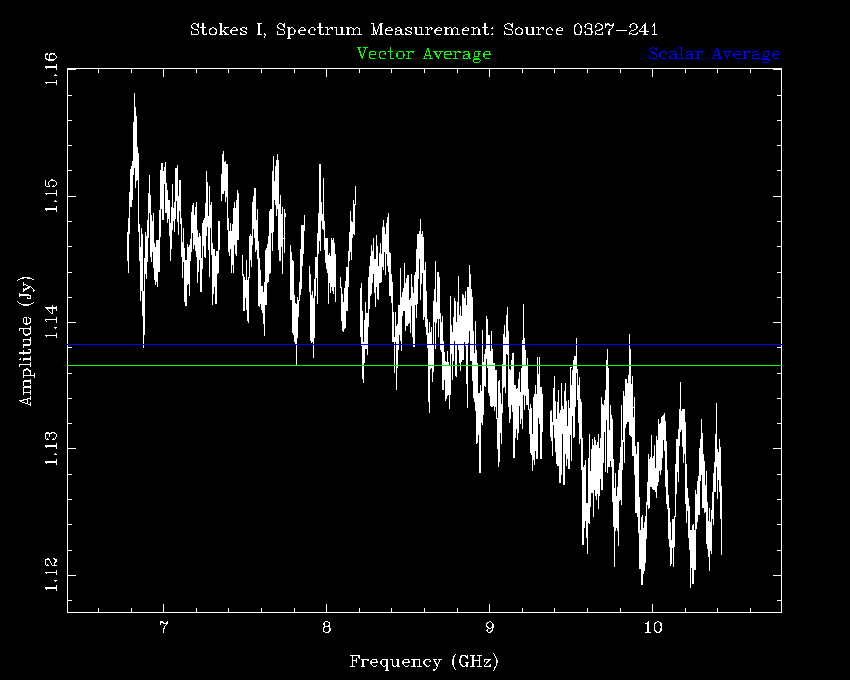 Stokes I, Spectrum Measurement: Source 0327-241
Vector Average
Scalar Average
1.16
1.15
1.14
1.13
1.12
Amplitude (Jy)
7
8
9
10
Frequency (GHz)